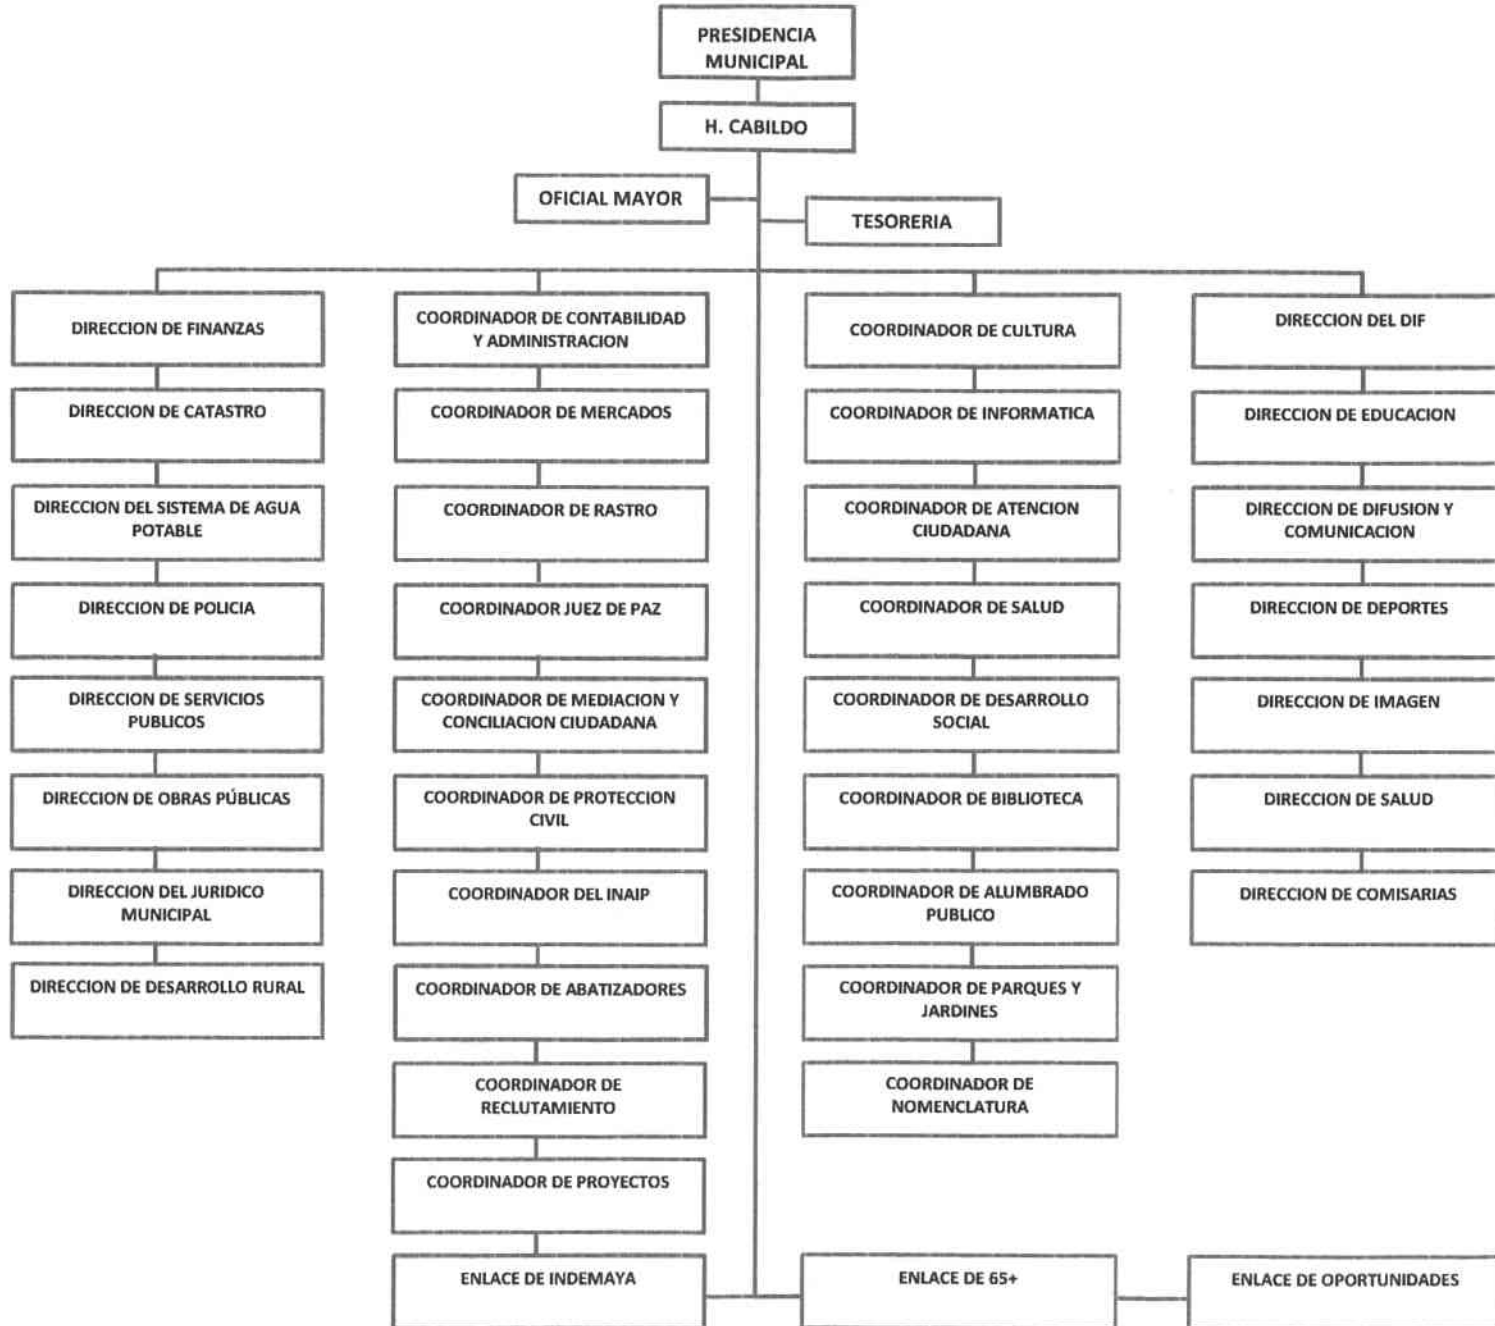 PRESIDENCIA
MUNICIPAL
H. CABILDO
OFICIAL MAYOR
TESORERIA
DIRECCION DE FINANZAS
DIRECCION DE CATASTRO
DIRECCION DEL SISTEMA DE AGUA
POTABLE
DIRECCION DE POLICIA
DIRECCION DE SERVICIOS
PUBLICOS
DIRECCION DE OBRAS PÚBLICAS
DIRECCION DEL JURIDICO
MUNICIPAL
DIRECCION DE DESARROLLO RURAL
COORDINADOR DE CONTABILIDAD
Y ADMINISTRACION
COORDINADOR DE MERCADOS
COORDINADOR DE RASTRO
COORDINADOR JUEZ DE PAZ
COORDINADOR DE MEDIACION Y
CONCILIACION CIUDADANA
COORDINADOR DE PROTECCION
CIVIL
COORDINADOR DEL INAIP
COORDINADOR DE ABATIZADORES
COORDINADOR DE
RECLUTAMIENTO
COORDINADOR DE PROYECTOS
ENLACE DE INDEMAYA
COORDINADOR DE CULTURA
COORDINADOR DE INFORMATICA
COORDINADOR DE ATENCION
CIUDADANA
COORDINADOR DE SALUD
COORDINADOR DE DESARROLLO
SOCIAL
COORDINADOR DE BIBLIOTECA
COORDINADOR DE ALUMBRADO
PUBLICO
COORDINADOR DE PARQUES Y
JARDINES
COORDINADOR DE
NOMENCLATURA
ENLACE DE 65+
DIRECCION DEL DIF
DIRECCION DE EDUCACION
DIRECCION DE DIFUSION Y
COMUNICACION
DIRECCION DE DEPORTES
DIRECCION DE IMAGEN
DIRECCION DE SALUD
DIRECCION DE COMISARIAS
ENLACE DE OPORTUNIDADES